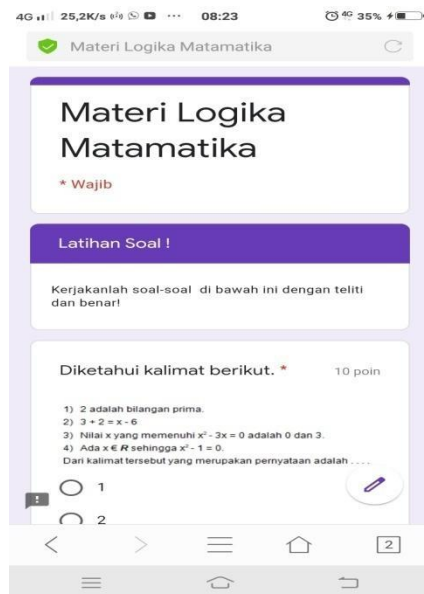 4G 25,2K/s ... 08:23 4G 35%
Materi Logika Matamatika
Materi Logika
Matamatika
* Wajib
Latihan Soal !
Kerjakanlah soal-soal di bawah ini dengan teliti
dan benar!
Diketahui kalimat berikut. * 10 poin
1) 2 adalah bilangan prima.
2) 3 + 2 = x - 6
3) Nilai x yang memenuhi x² - 3x = 0 adalah 0 dan 3.
4) Ada x € R sehingga x² - 1 = 0.
Dari kalimat tersebut yang merupakan pernyataan adalah . . . .
1
2
2